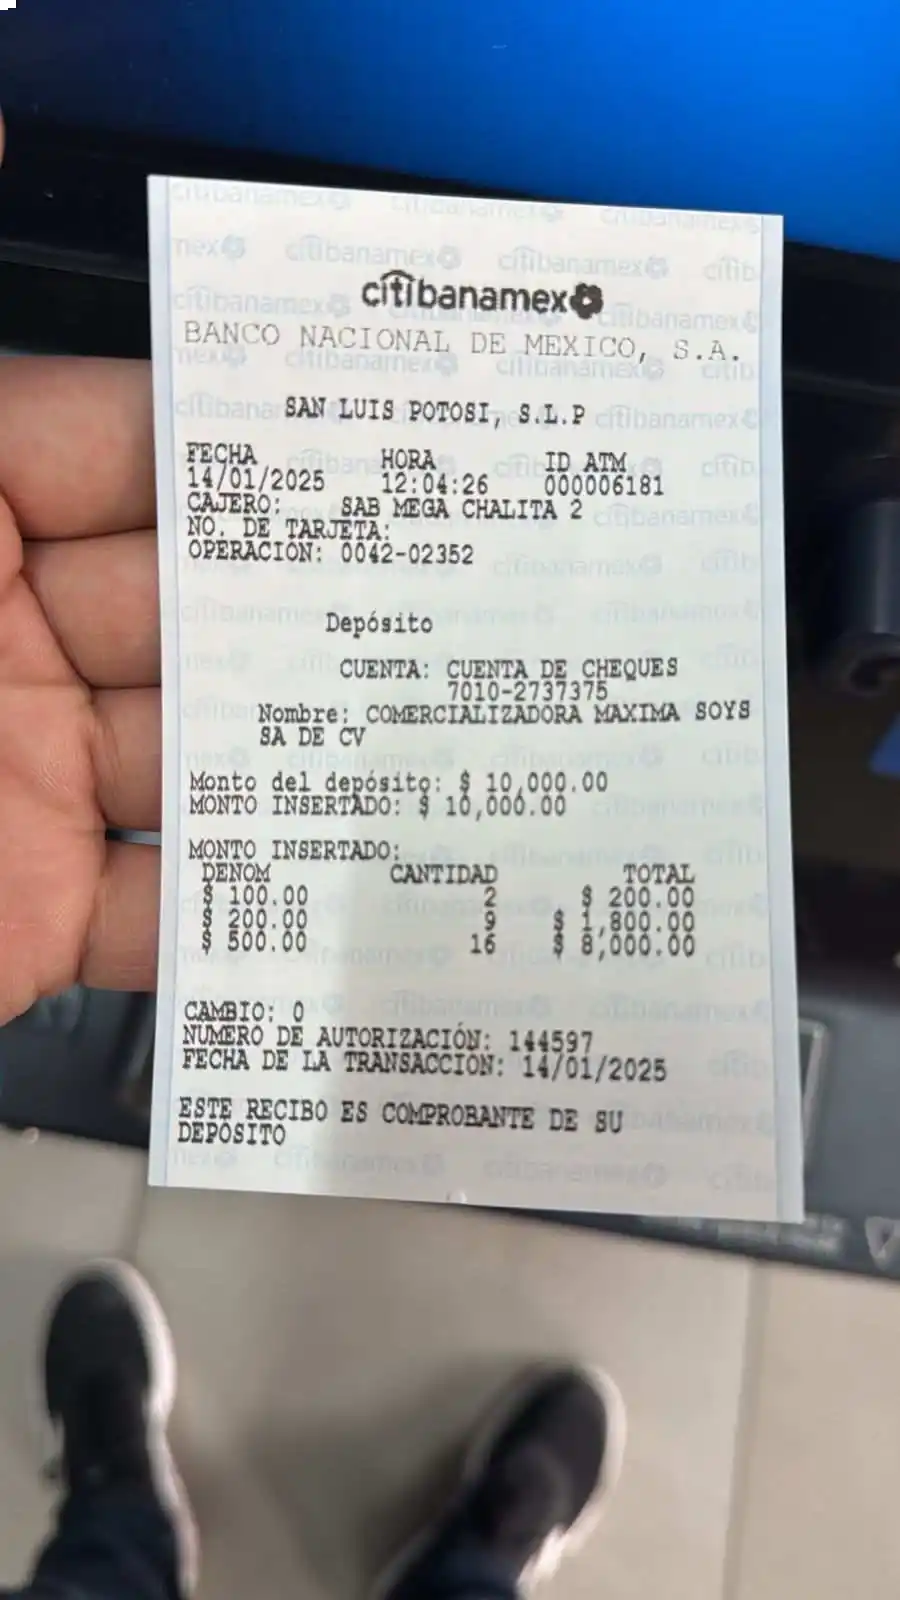 citibanamex
BANCO NACIONAL DE MEXICO, S.A.
SAN LUIS POTOSI, S.L.P
FECHA HORA ID ATM
14/01/2025 12:04:26 000006181
CAJERO: SAB MEGA CHALITA 2
NO. DE TARJETA:
OPERACIÓN: 0042-02352
Depósito
CUENTA: CUENTA DE CHEQUES
7010-2737375
Nombre: COMERCIALIZADORA MAXIMA SOYS
SA DE CV
Monto del depósito: $ 10,000.00
MONTO INSERTADO: $ 10,000.00
MONTO INSERTADO:
DENOM CANTIDAD TOTAL
$ 100.00 2 $ 200.00
$ 200.00 9 $ 1,800.00
$ 500.00 16 $ 8,000.00
CAMBIO: 0
NUMERO DE AUTORIZACIÓN: 144597
FECHA DE LA TRANSACCIÓN: 14/01/2025
ESTE RECIBO ES COMPROBANTE DE SU
DEPÓSITO